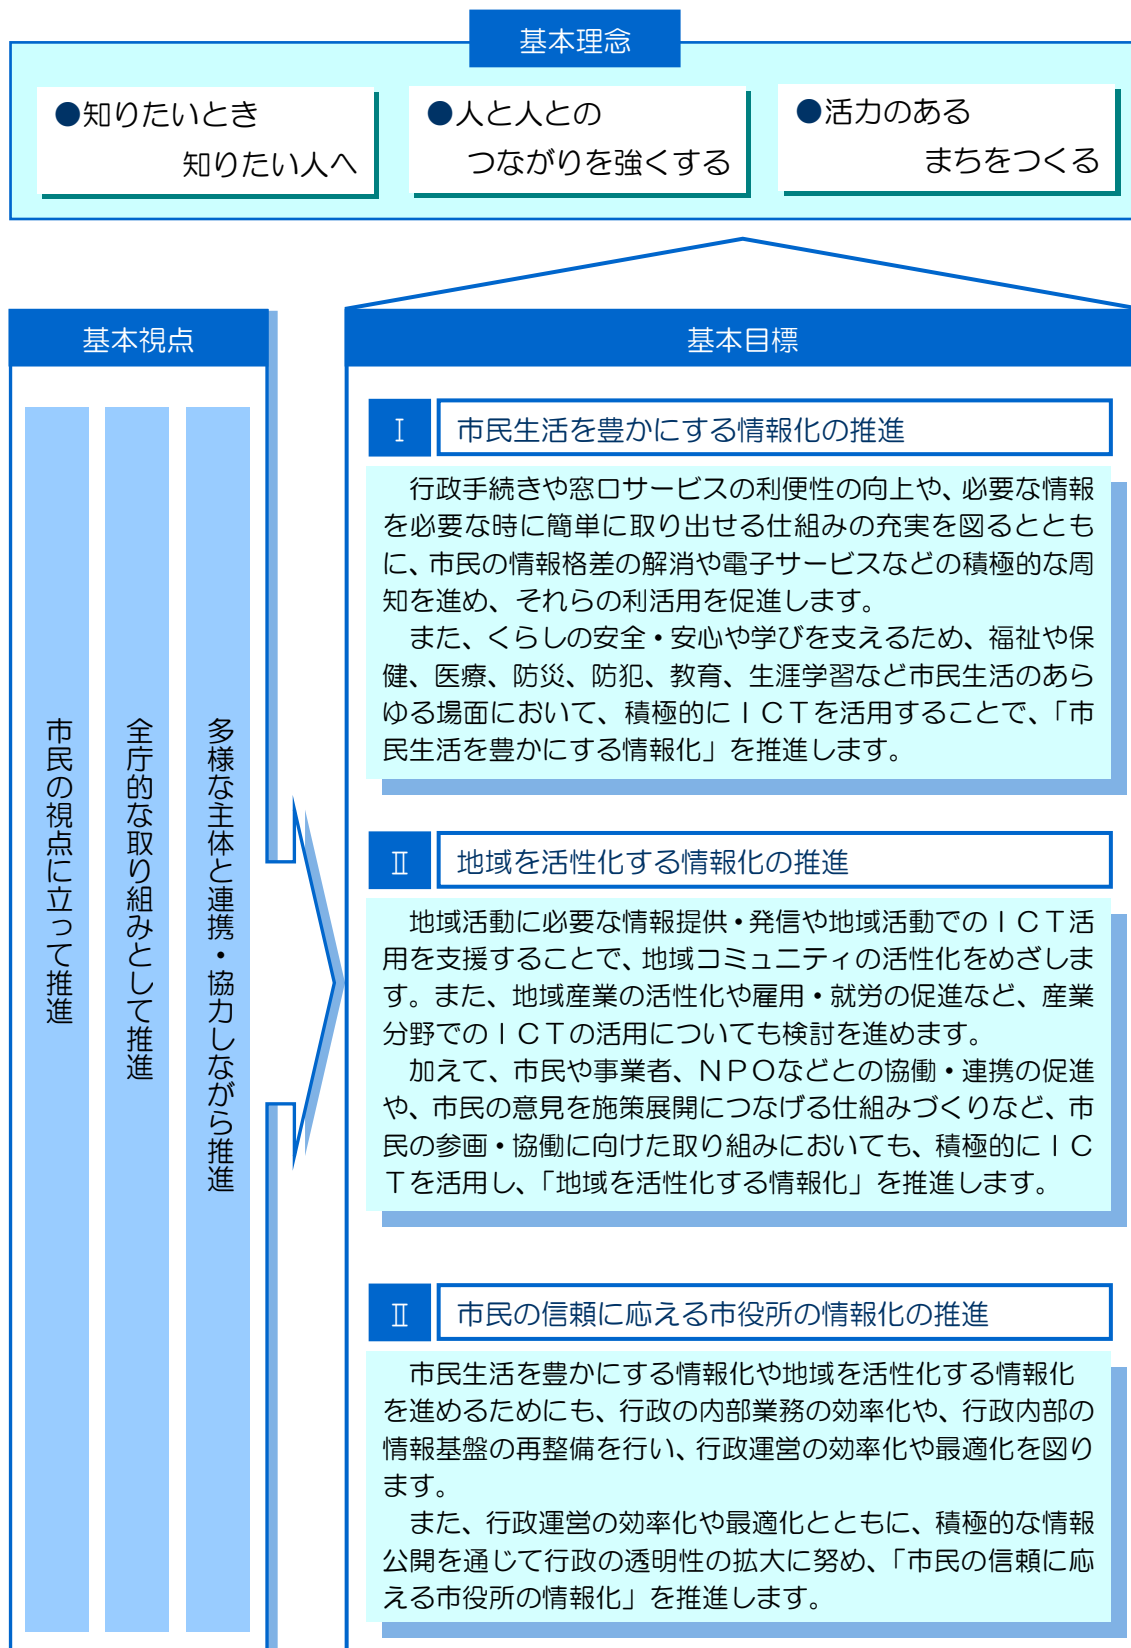 基本理念
●知りたいとき
知りたい人へ
●人と人との
つながりを強くする
●活力のある
まちをつくる
基本視点
市民の視点に立って推進
全庁的な取り組みとして推進
多様な主体と連携・協力しながら推進
基本目標
Ⅰ
市民生活を豊かにする情報化の推進
行政手続きや窓口サービスの利便性の向上や、必要な情報
を必要な時に簡単に取り出せる仕組みの充実を図るととも
に、市民の情報格差の解消や電子サービスなどの積極的な周
知を進め、それらの利活用を促進します。
また、くらしの安全・安心や学びを支えるため、福祉や保
健、医療、防災、防犯、教育、生涯学習など市民生活のあら
ゆる場面において、積極的にＩＣＴを活用することで、「市
民生活を豊かにする情報化」を推進します。
Ⅱ
地域を活性化する情報化の推進
地域活動に必要な情報提供・発信や地域活動でのＩＣＴ活
用を支援することで、地域コミュニティの活性化をめざしま
す。また、地域産業の活性化や雇用・就労の促進など、産業
分野でのＩＣＴの活用についても検討を進めます。
加えて、市民や事業者、ＮＰＯなどとの協働・連携の促進
や、市民の意見を施策展開につなげる仕組みづくりなど、市
民の参画・協働に向けた取り組みにおいても、積極的にＩＣ
Ｔを活用し、「地域を活性化する情報化」を推進します。
Ⅱ
市民の信頼に応える市役所の情報化の推進
市民生活を豊かにする情報化や地域を活性化する情報化
を進めるためにも、行政の内部業務の効率化や、行政内部の
情報基盤の再整備を行い、行政運営の効率化や最適化を図り
ます。
また、行政運営の効率化や最適化とともに、積極的な情報
公開を通じて行政の透明性の拡大に努め、「市民の信頼に応
える市役所の情報化」を推進します。